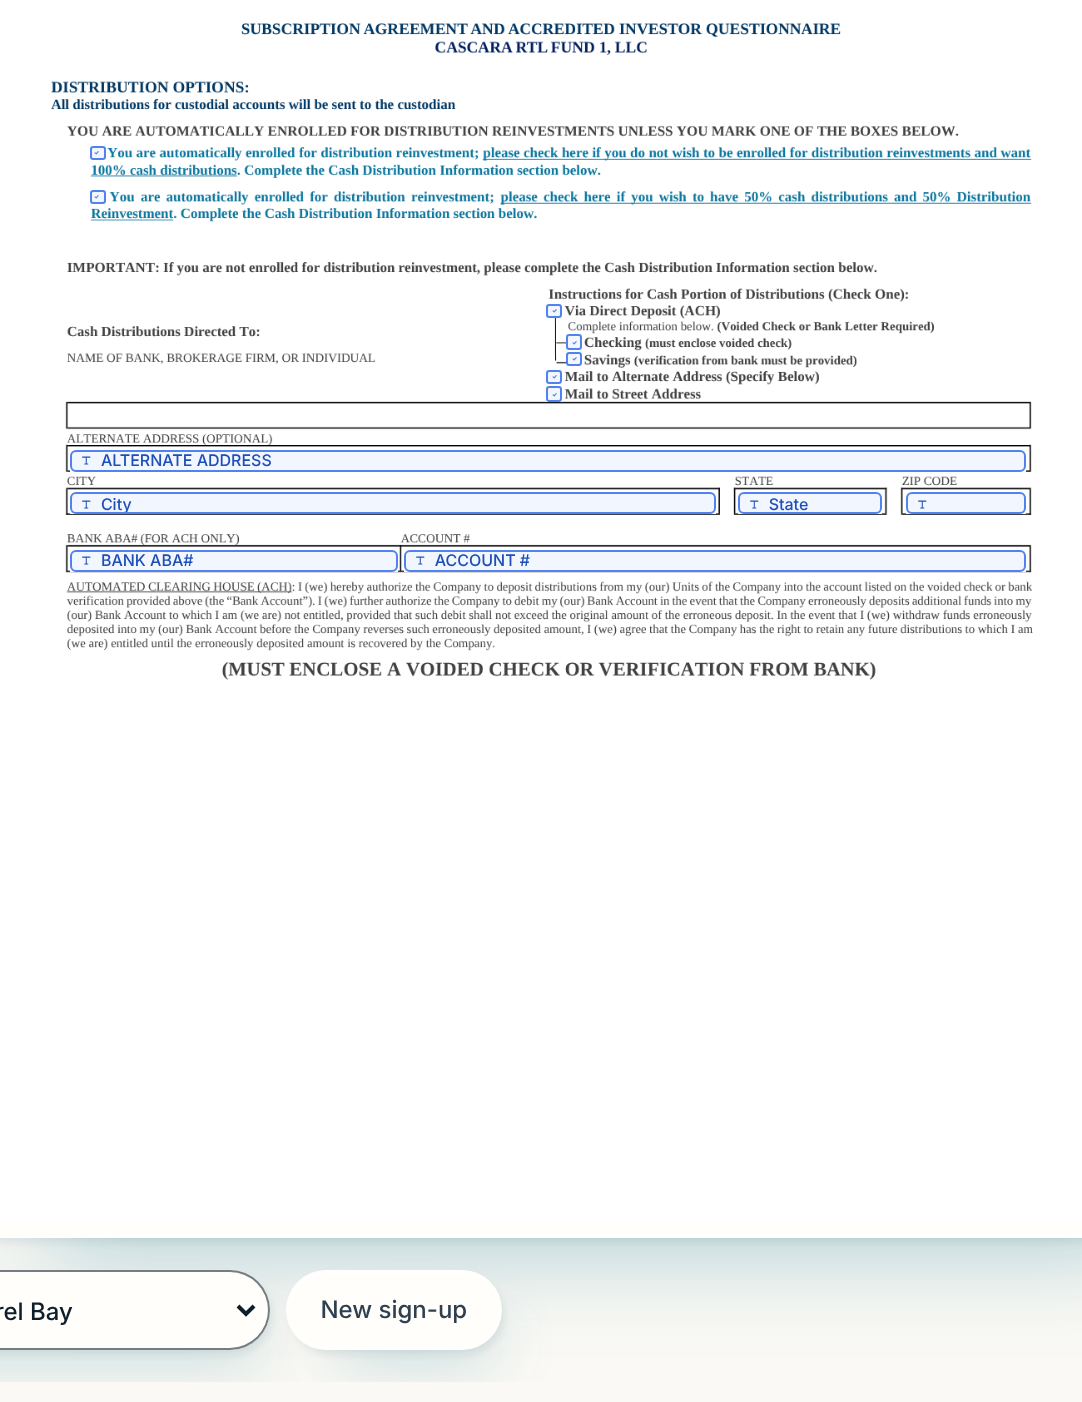 SUBSCRIPTION AGREEMENT AND ACCREDITED INVESTOR QUESTIONNAIRE
CASCARA RTL FUND 1, LLC
DISTRIBUTION OPTIONS:
All distributions for custodial accounts will be sent to the custodian
YOU ARE AUTOMATICALLY ENROLLED FOR DISTRIBUTION REINVESTMENTS UNLESS YOU MARK ONE OF THE BOXES BELOW.
You are automatically enrolled for distribution reinvestment; please check here if you do not wish to be enrolled for distribution reinvestments and want
100% cash distributions. Complete the Cash Distribution Information section below.
You are automatically enrolled for distribution reinvestment; please check here if you wish to have 50% cash distributions and 50% Distribution
Reinvestment. Complete the Cash Distribution Information section below.
IMPORTANT: If you are not enrolled for distribution reinvestment, please complete the Cash Distribution Information section below.
Instructions for Cash Portion of Distributions (Check One):
Via Direct Deposit (ACH)
Complete information below. (Voided Check or Bank Letter Required)
Cash Distributions Directed To:
Checking (must enclose voided check)
NAME OF BANK, BROKERAGE FIRM, OR INDIVIDUAL
Savings (verification from bank must be provided)
Mail to Alternate Address (Specify Below)
Mail to Street Address
ALTERNATE ADDRESS (OPTIONAL)
T ALTERNATE ADDRESS
CITY STATE ZIP CODE
T City T State T
BANK ABA# (FOR ACH ONLY) ACCOUNT #
T BANK ABA# T ACCOUNT #
AUTOMATED CLEARING HOUSE (ACH): I (we) hereby authorize the Company to deposit distributions from my (our) Units of the Company into the account listed on the voided check or bank
verification provided above (the “Bank Account”). I (we) further authorize the Company to debit my (our) Bank Account in the event that the Company erroneously deposits additional funds into my
(our) Bank Account to which I am (we are) not entitled, provided that such debit shall not exceed the original amount of the erroneous deposit. In the event that I (we) withdraw funds erroneously
deposited into my (our) Bank Account before the Company reverses such erroneously deposited amount, I (we) agree that the Company has the right to retain any future distributions to which I am
(we are) entitled until the erroneously deposited amount is recovered by the Company.
(MUST ENCLOSE A VOIDED CHECK OR VERIFICATION FROM BANK)
rel Bay New sign-up